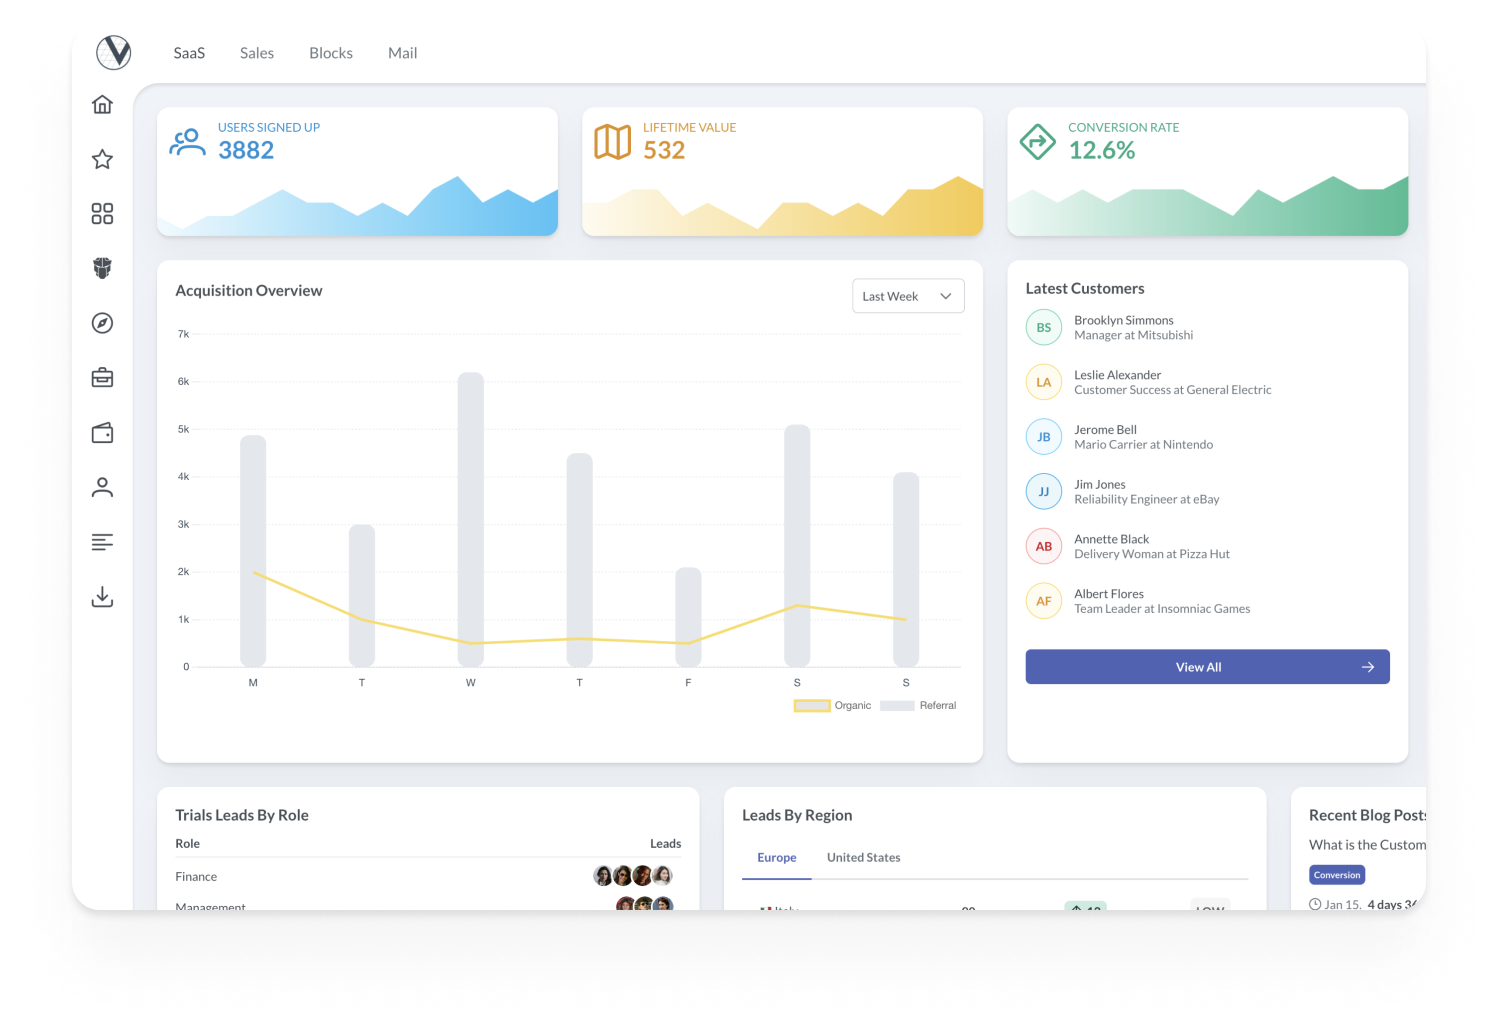 SaaS Sales Blocks Mail
USERS SIGNED UP
3882
LIFETIME VALUE
532
CONVERSION RATE
12.6%
Acquisition Overview
Last Week
7k
6k
5k
4k
3k
2k
1k
0
M T W T F S S
Organic Referral
Latest Customers
BS
Brooklyn Simmons
Manager at Mitsubishi
LA
Leslie Alexander
Customer Success at General Electric
JB
Jerome Bell
Mario Carrier at Nintendo
JJ
Jim Jones
Reliability Engineer at eBay
AB
Annette Black
Delivery Woman at Pizza Hut
AF
Albert Flores
Team Leader at Insomniac Games
View All
Trials Leads By Role
Role Leads
Finance
Management
Leads By Region
Europe United States
Italy
LOW
Recent Blog Posts
What is the Custom
Conversion
Jan 15, 4 days